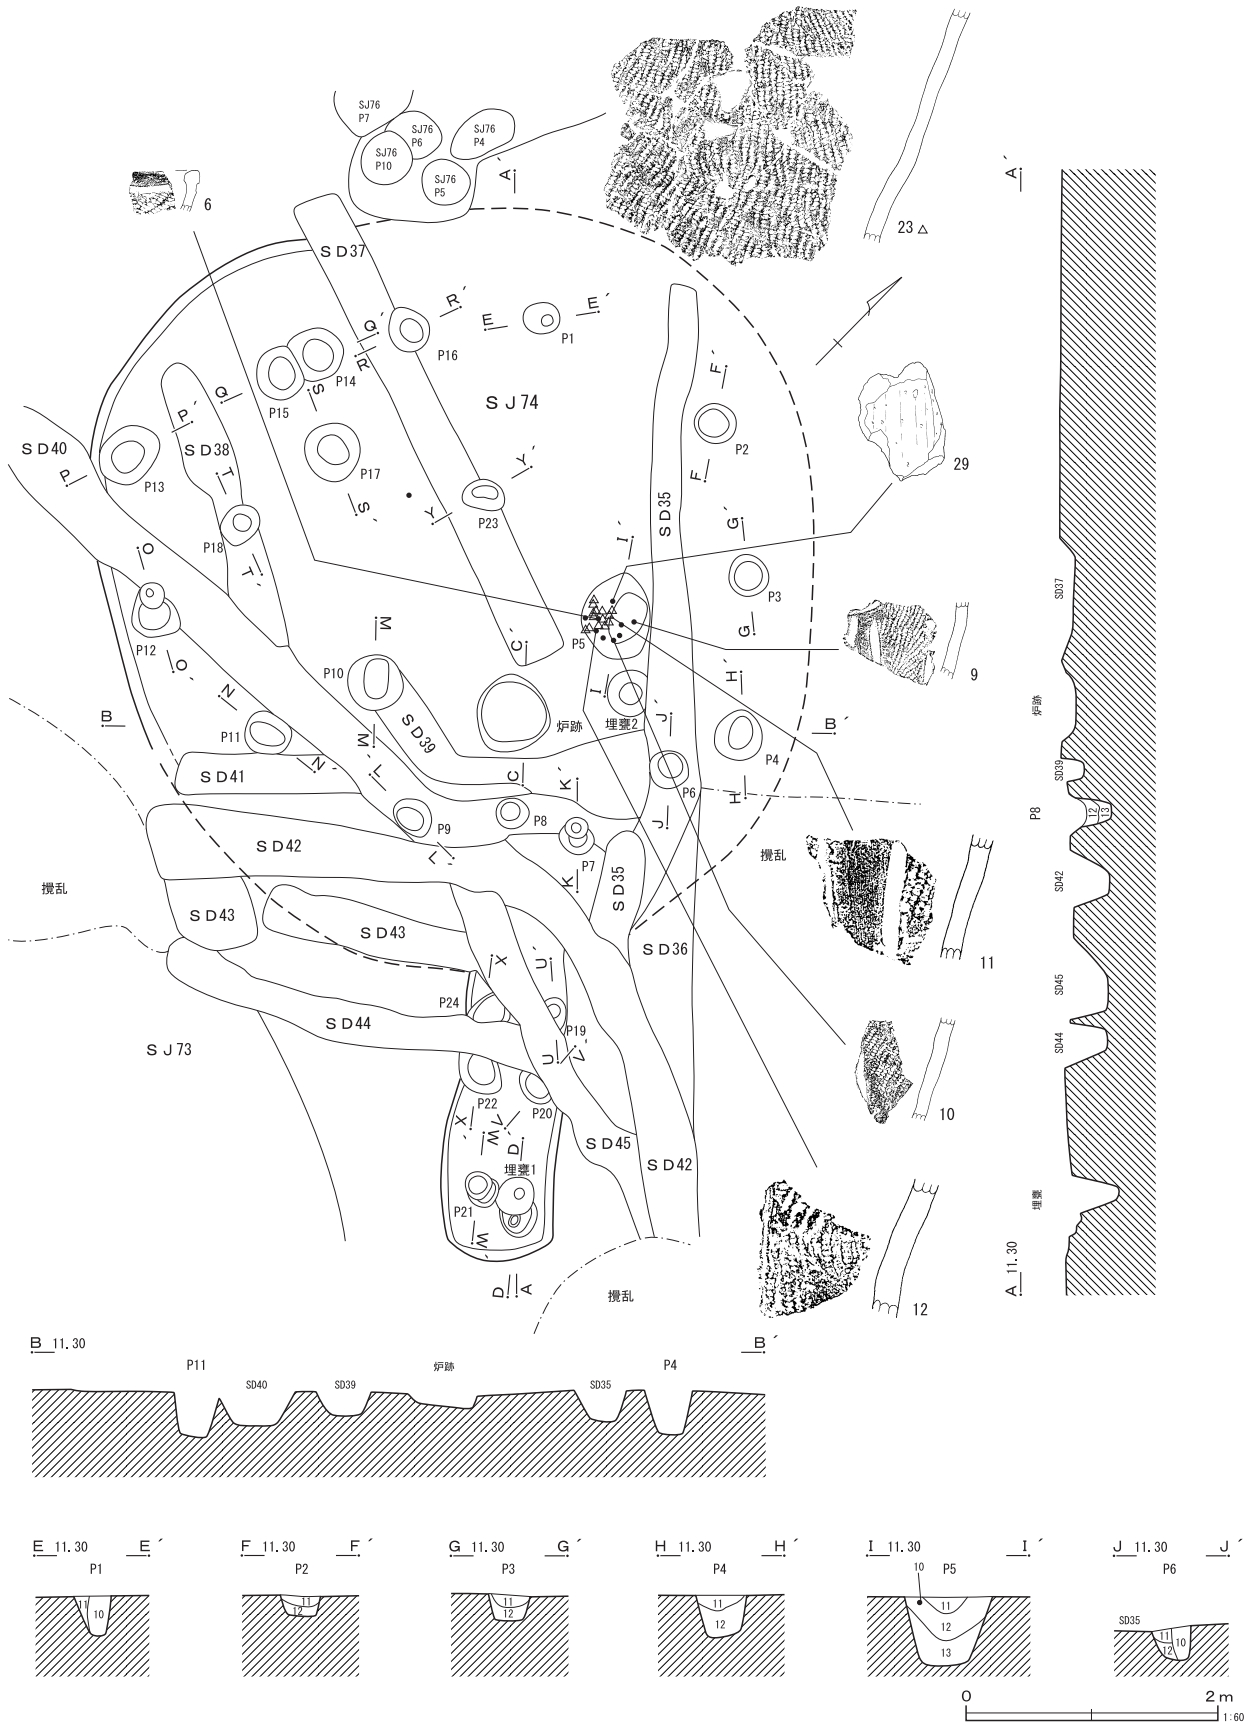 SJ76
P7
SJ76
P6
SJ76
P4
SJ76
P10
SJ76
P5
A´
6
23 △
A´
SD37
R´
E
E´
P1
Q´
R
P16
P14
P15
S
Q
F´
SJ74
P2
F
29
P´
SD38
SD40
P
P13
T
P17
S´
Y´
Y
P23
SD35
P18
T´
I´
G´
P3
G
SD37
O
P12
O´
M
P5
C´
9
H´
P10
I
埋甕2
炉跡
N
B
M´
SD39
J´
B´
P4
P11
N´
L
C
K´
P6
H
SD41
炉跡
SD39
P9
P8
J
P8
12
13
L´
P7
SD42
K
SD35
攪乱
11
SD42
攪乱
SD43
SD43
SD36
X
U´
P24
P19
SD45
SD44
U
V´
SJ73
P22
P20
10
SD44
X´
V
W
D´
SD45
SD42
埋甕1
P21
W´
埋甕
D
A
攪乱
12
A 11.30
B 11.30
B´
P11
SD40
SD39
炉跡
SD35
P4
E 11.30
E´
P1
11
10
F 11.30
F´
P2
11
12
G 11.30
G´
P3
11
12
H 11.30
H´
P4
11
12
I 11.30
I´
10
P5
11
12
13
J 11.30
J´
P6
SD35
11
10
12
0
2m
1:60